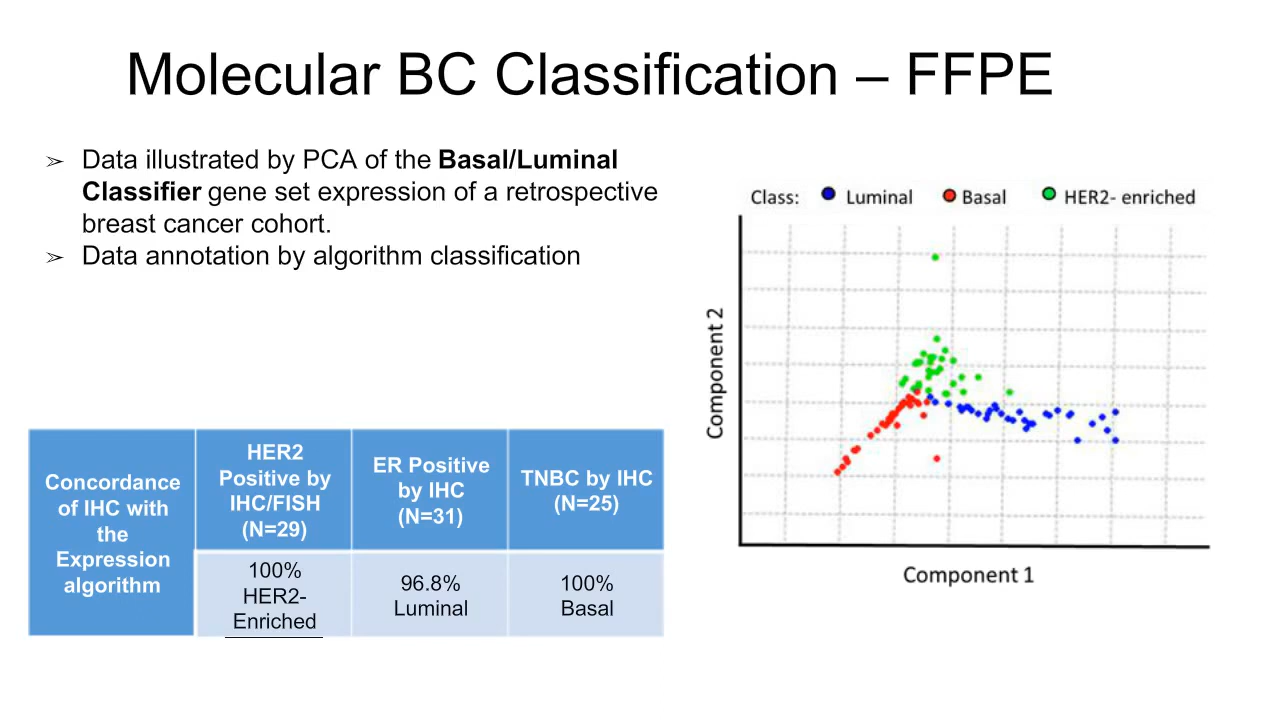 Molecular BC Classification – FFPE
➢ Data illustrated by PCA of the Basal/Luminal
Classifier gene set expression of a retrospective
breast cancer cohort.
➢ Data annotation by algorithm classification
Concordance
of IHC with
the
Expression
algorithm
HER2
Positive by
IHC/FISH
(N=29)
ER Positive
by IHC
(N=31)
TNBC by IHC
(N=25)
100%
HER2-
Enriched
96.8%
Luminal
100%
Basal
Class: Luminal Basal HER2- enriched
Component 2
Component 1